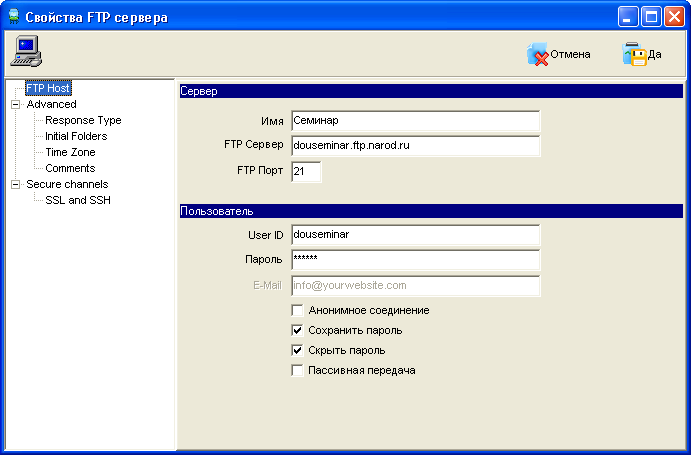 Свойства FTP сервера
Отмена
Да
FTP Host
Advanced
Response Type
Initial Folders
Time Zone
Comments
Secure channels
SSL and SSH
Сервер
Имя Семинар
FTP Сервер douseminar.ftp.narod.ru
FTP Порт 21
Пользователь
User ID douseminar
Пароль ******
E-Mail info@yourwebsite.com
Анонимное соединение
Сохранить пароль
Скрыть пароль
Пассивная передача